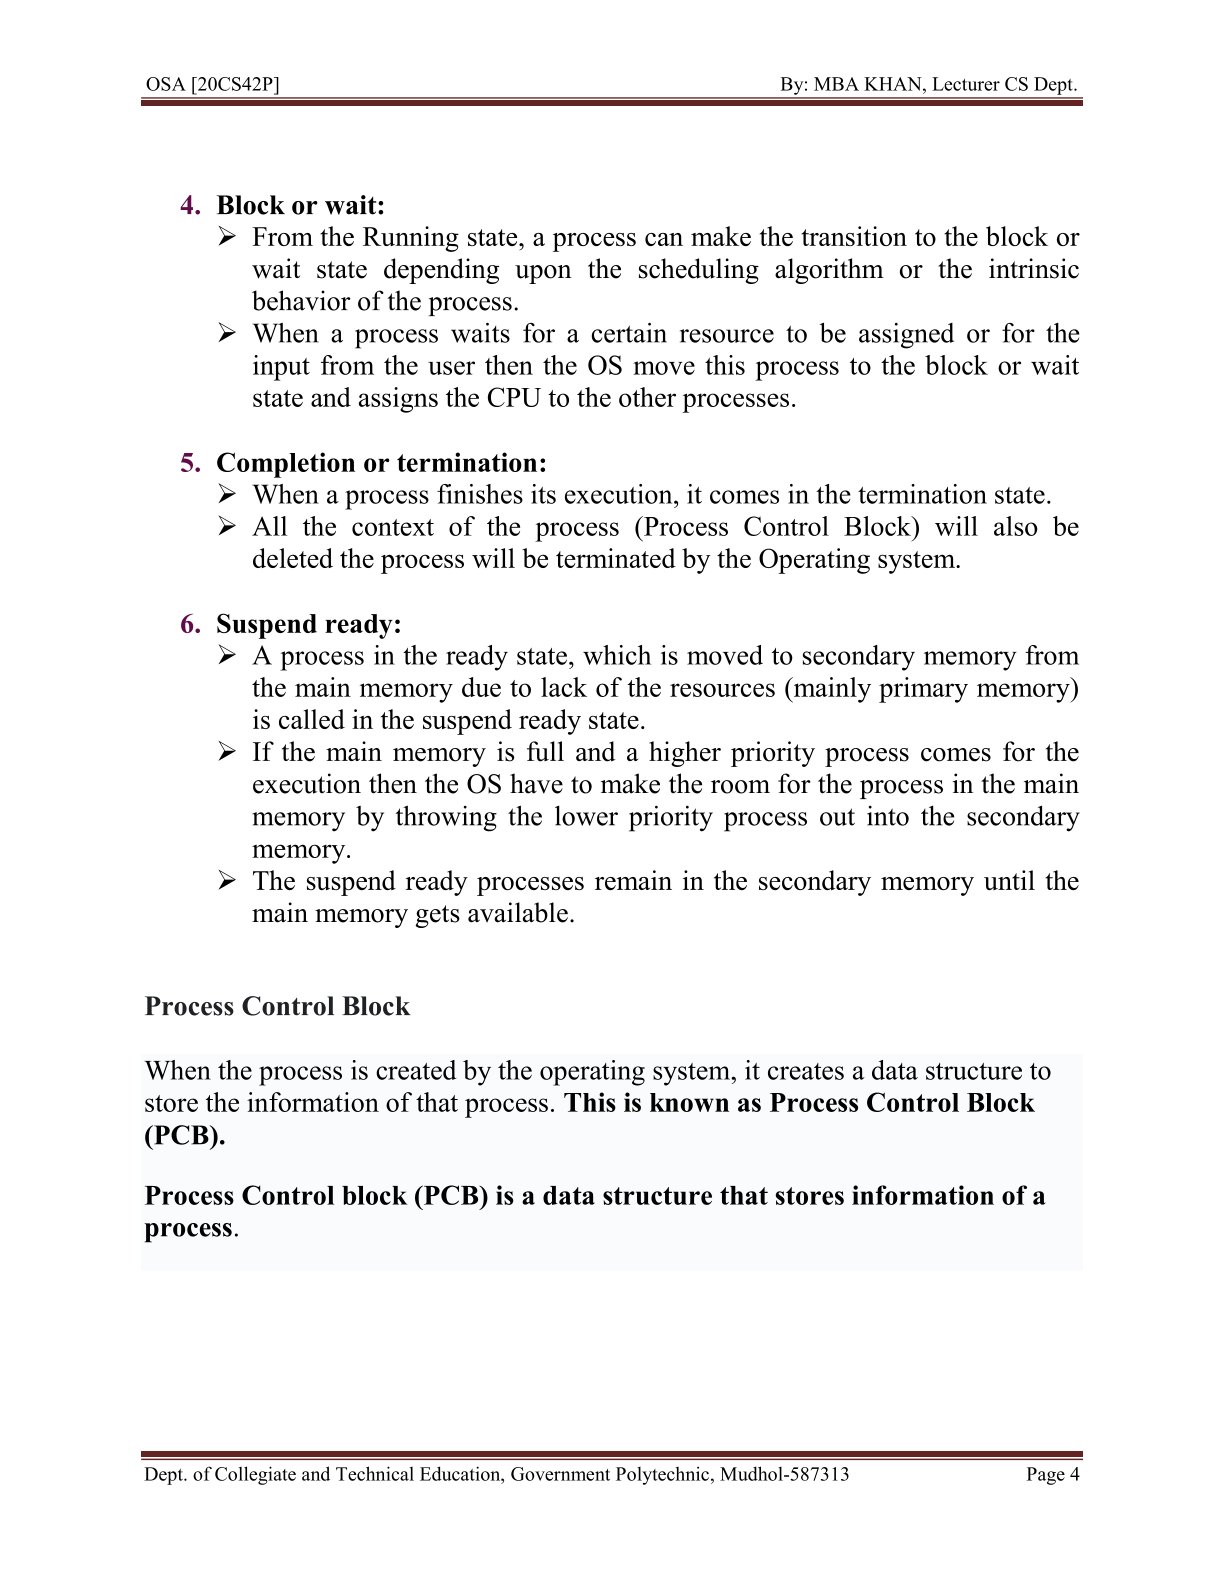 OSA [20CS42P] By: MBA KHAN, Lecturer CS Dept.
4. Block or wait:
➢ From the Running state, a process can make the transition to the block or
wait state depending upon the scheduling algorithm or the intrinsic
behavior of the process.
➢ When a process waits for a certain resource to be assigned or for the
input from the user then the OS move this process to the block or wait
state and assigns the CPU to the other processes.
5. Completion or termination:
➢ When a process finishes its execution, it comes in the termination state.
➢ All the context of the process (Process Control Block) will also be
deleted the process will be terminated by the Operating system.
6. Suspend ready:
➢ A process in the ready state, which is moved to secondary memory from
the main memory due to lack of the resources (mainly primary memory)
is called in the suspend ready state.
➢ If the main memory is full and a higher priority process comes for the
execution then the OS have to make the room for the process in the main
memory by throwing the lower priority process out into the secondary
memory.
➢ The suspend ready processes remain in the secondary memory until the
main memory gets available.
Process Control Block
When the process is created by the operating system, it creates a data structure to
store the information of that process. This is known as Process Control Block
(PCB).
Process Control block (PCB) is a data structure that stores information of a
process.
Dept. of Collegiate and Technical Education, Government Polytechnic, Mudhol-587313 Page 4